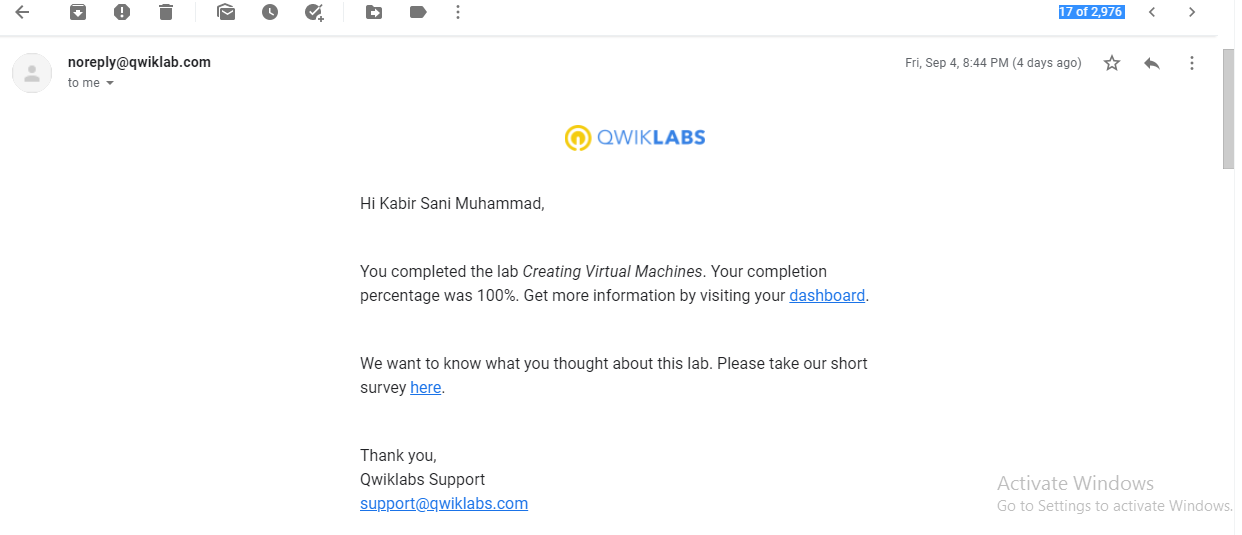 17 of 2,976
noreply@qwiklab.com
Fri, Sep 4, 8:44 PM (4 days ago)
to me
QWIKLABS
Hi Kabir Sani Muhammad,
You completed the lab Creating Virtual Machines. Your completion
percentage was 100%. Get more information by visiting your dashboard.
We want to know what you thought about this lab. Please take our short
survey here.
Thank you,
Qwiklabs Support
support@qwiklabs.com
Activate Windows
Go to Settings to activate Windows.